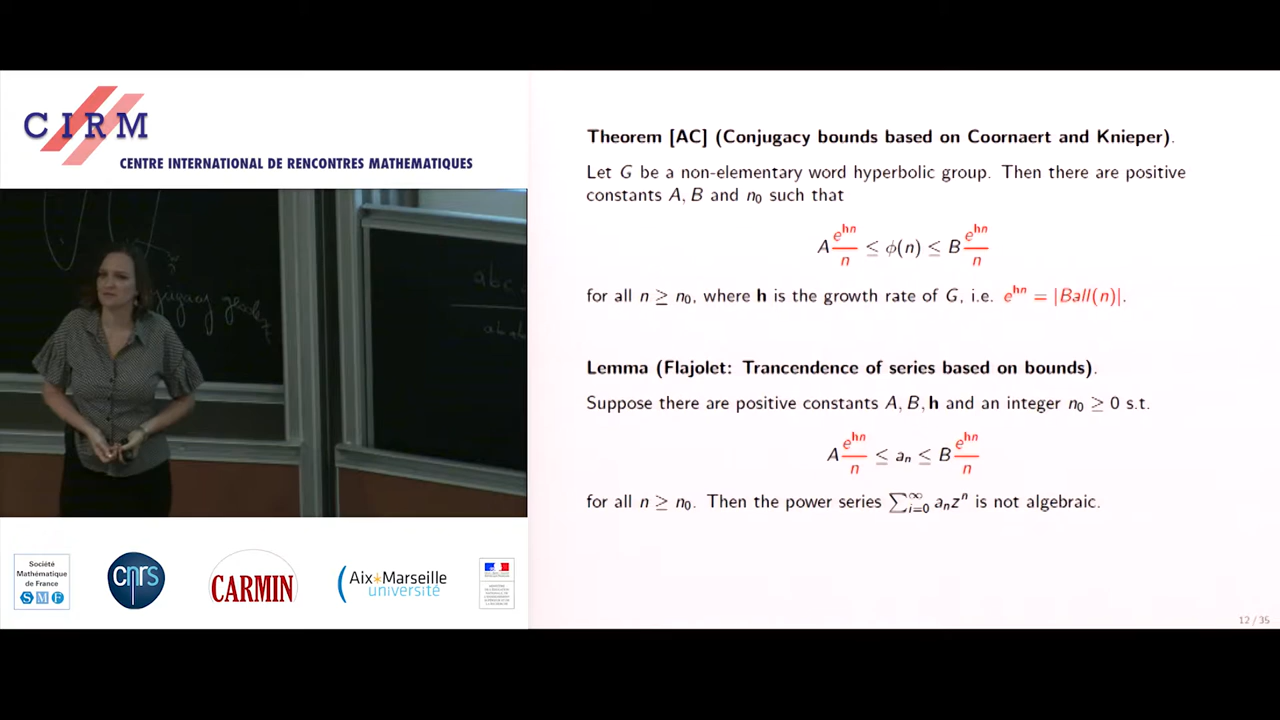 CIRM
CENTRE INTERNATIONAL DE RENCONTRES MATHEMATIQUES
abc
Société
Mathématique
de France
SMF
cnrs
CARMIN
Aix*Marseille
université
Theorem [AC] (Conjugacy bounds based on Coornaert and Knieper).
Let G be a non-elementary word hyperbolic group. Then there are positive
constants A, B and n₀ such that
A e^{hn}/n ≤ ϕ(n) ≤ B e^{hn}/n
for all n ≥ n₀, where h is the growth rate of G, i.e. e^{hn} = |Ball(n)|.
Lemma (Flajolet: Trancendence of series based on bounds).
Suppose there are positive constants A, B, h and an integer n₀ ≥ 0 s.t.
A e^{hn}/n ≤ aₙ ≤ B e^{hn}/n
for all n ≥ n₀. Then the power series ∑_{i=0}^{∞} aₙzⁿ is not algebraic.
12 / 35